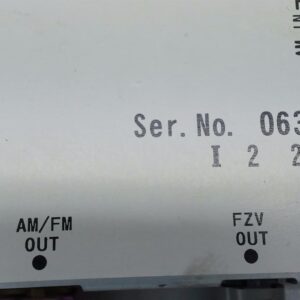 Ser. No. 063
I 2 2
AM/FM
OUT
FZV
OUT